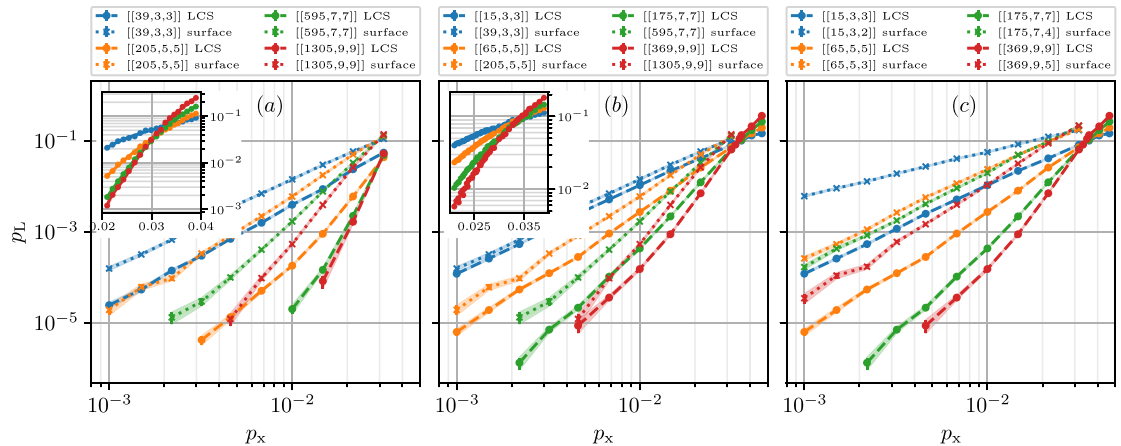 [[39,3,3]] LCS [[595,7,7]] LCS
[[39,3,3]] surface [[595,7,7]] surface
[[205,5,5]] LCS [[1305,9,9]] LCS
[[205,5,5]] surface [[1305,9,9]] surface
[[15,3,3]] LCS [[175,7,7]] LCS
[[39,3,3]] surface [[595,7,7]] surface
[[65,5,5]] LCS [[369,9,9]] LCS
[[205,5,5]] surface [[1305,9,9]] surface
[[15,3,3]] LCS [[175,7,7]] LCS
[[15,3,2]] surface [[175,7,4]] surface
[[65,5,5]] LCS [[369,9,9]] LCS
[[65,5,3]] surface [[369,9,5]] surface
(a)
(b)
(c)
10⁻¹
10⁻³
10⁻⁵
p_L
10⁻¹
10⁻²
10⁻³
0.02 0.03 0.04
10⁻¹
10⁻²
0.025 0.035
10⁻³ 10⁻²
10⁻³ 10⁻²
10⁻³ 10⁻²
p_x
p_x
p_x